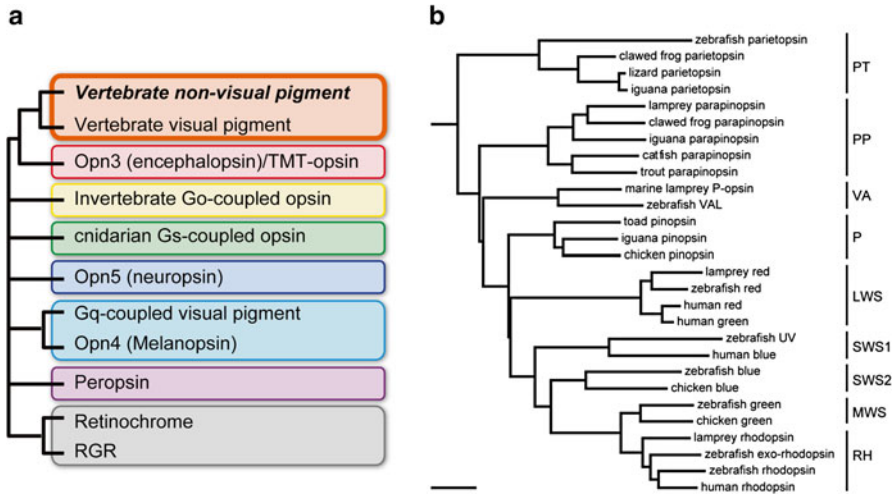 a
Vertebrate non-visual pigment
Vertebrate visual pigment
Opn3 (encephalopsin)/TMT-opsin
Invertebrate Go-coupled opsin
cnidarian Gs-coupled opsin
Opn5 (neuropsin)
Gq-coupled visual pigment
Opn4 (Melanopsin)
Peropsin
Retinochrome
RGR
b
zebrafish parietopsin
clawed frog parietopsin
lizard parietopsin
iguana parietopsin
PT
lamprey parapinopsin
clawed frog parapinopsin
iguana parapinopsin
catfish parapinopsin
trout parapinopsin
PP
marine lamprey P-opsin
zebrafish VAL
VA
toad pinopsin
iguana pinopsin
chicken pinopsin
P
lamprey red
zebrafish red
human red
human green
LWS
zebrafish UV
human blue
SWS1
zebrafish blue
chicken blue
SWS2
zebrafish green
chicken green
MWS
lamprey rhodopsin
zebrafish exo-rhodopsin
zebrafish rhodopsin
human rhodopsin
RH